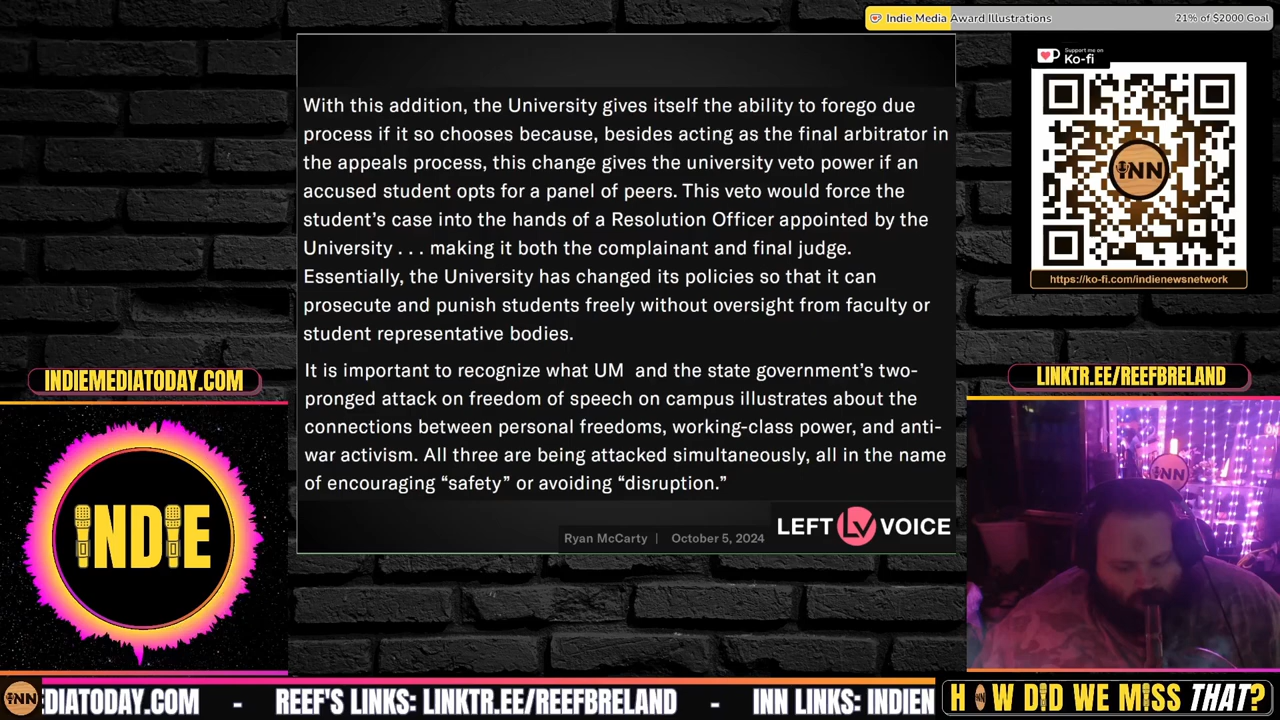 Indie Media Award Illustrations
21% of $2000 Goal
Support me on
Ko-fi
INN
https://ko-fi.com/indienewsnetwork
With this addition, the University gives itself the ability to forego due
process if it so chooses because, besides acting as the final arbitrator in
the appeals process, this change gives the university veto power if an
accused student opts for a panel of peers. This veto would force the
student’s case into the hands of a Resolution Officer appointed by the
University . . . making it both the complainant and final judge.
Essentially, the University has changed its policies so that it can
prosecute and punish students freely without oversight from faculty or
student representative bodies.
It is important to recognize what UM and the state government’s two-
pronged attack on freedom of speech on campus illustrates about the
connections between personal freedoms, working-class power, and anti-
war activism. All three are being attacked simultaneously, all in the name
of encouraging “safety” or avoiding “disruption.”
Ryan McCarty | October 5, 2024
LEFT LV VOICE
INDIEMEDIATODAY.COM
LINKTR.EE/REEFBRELAND
INDIE
INN
INN
DIATODAY.COM - REEF'S LINKS: LINKTR.EE/REEFBRELAND - INN LINKS: INDIEN
HOW DID WE MISS THAT?